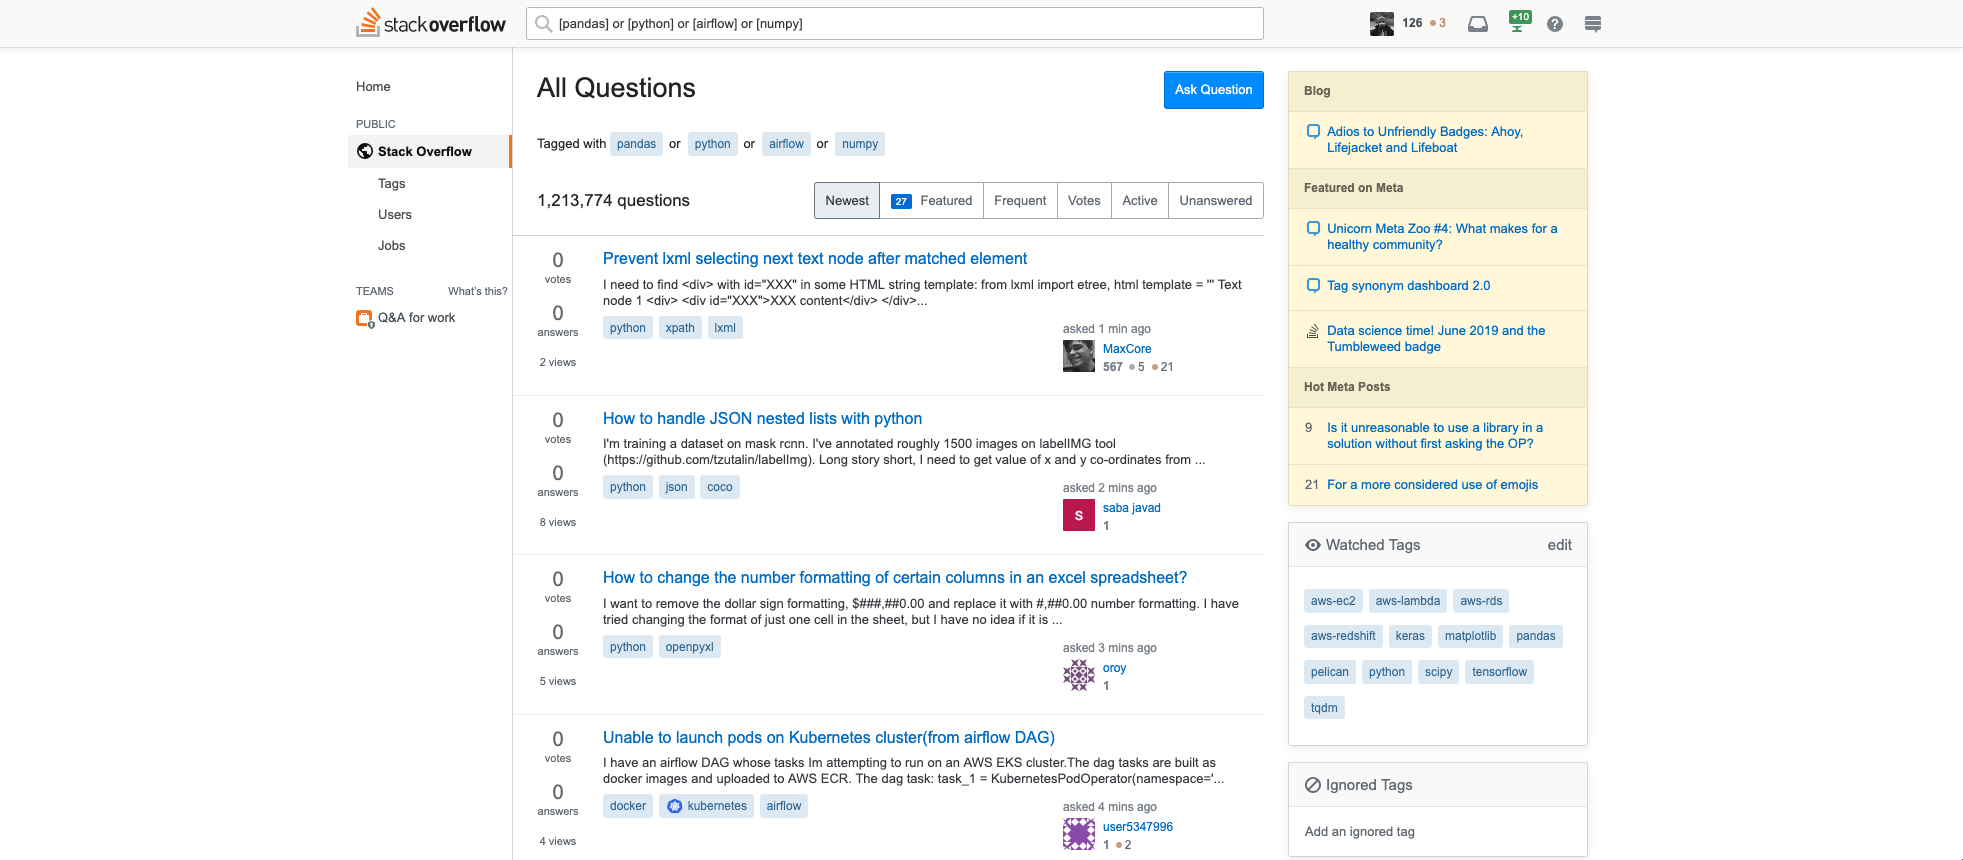 stackoverflow
[pandas] or [python] or [airflow] or [numpy]
126 3
+10
Home
PUBLIC
Stack Overflow
Tags
Users
Jobs
TEAMS What's this?
Q&A for work
All Questions
Ask Question
Tagged with pandas or python or airflow or numpy
1,213,774 questions
Newest 27 Featured Frequent Votes Active Unanswered
0
votes
0
answers
2 views
Prevent lxml selecting next text node after matched element
I need to find <div> with id="XXX" in some HTML string template: from lxml import etree, html template = ''' Text
node 1 <div> <div id="XXX">XXX content</div> </div>...
python xpath lxml
asked 1 min ago
MaxCore
567 5 21
0
votes
0
answers
8 views
How to handle JSON nested lists with python
I'm training a dataset on mask rcnn. I've annotated roughly 1500 images on labelIMG tool
(https://github.com/tzutalin/labelImg). Long story short, I need to get value of x and y co-ordinates from ...
python json coco
asked 2 mins ago
S
saba javad
1
0
votes
0
answers
5 views
How to change the number formatting of certain columns in an excel spreadsheet?
I want to remove the dollar sign formatting, $###,##0.00 and replace it with #,##0.00 number formatting. I have
tried changing the format of just one cell in the sheet, but I have no idea if it is ...
python openpyxl
asked 3 mins ago
oroy
1
0
votes
0
answers
4 views
Unable to launch pods on Kubernetes cluster(from airflow DAG)
I have an airflow DAG whose tasks Im attempting to run on an AWS EKS cluster.The dag tasks are built as
docker images and uploaded to AWS ECR. The dag task: task_1 = KubernetesPodOperator(namespace='...
docker kubernetes airflow
asked 4 mins ago
user5347996
1 2
Blog
Adios to Unfriendly Badges: Ahoy,
Lifejacket and Lifeboat
Featured on Meta
Unicorn Meta Zoo #4: What makes for a
healthy community?
Tag synonym dashboard 2.0
Data science time! June 2019 and the
Tumbleweed badge
Hot Meta Posts
9 Is it unreasonable to use a library in a
solution without first asking the OP?
21 For a more considered use of emojis
Watched Tags edit
aws-ec2 aws-lambda aws-rds
aws-redshift keras matplotlib pandas
pelican python scipy tensorflow
tqdm
Ignored Tags
Add an ignored tag